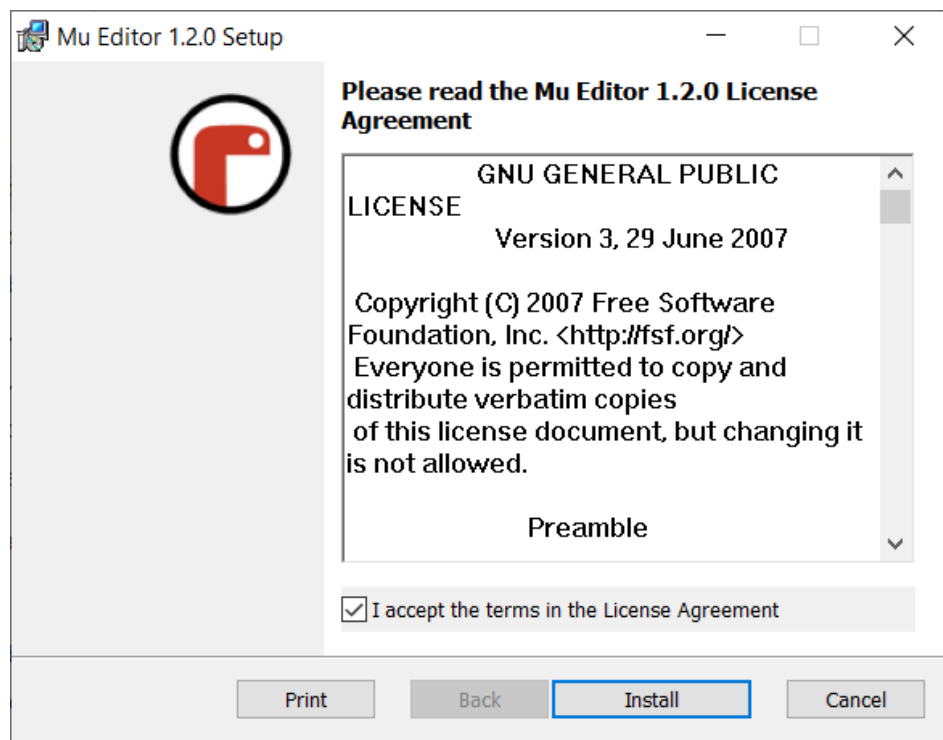 Mu Editor 1.2.0 Setup
Please read the Mu Editor 1.2.0 License
Agreement
GNU GENERAL PUBLIC
LICENSE
Version 3, 29 June 2007
Copyright (C) 2007 Free Software
Foundation, Inc. <http://fsf.org/>
Everyone is permitted to copy and
distribute verbatim copies
of this license document, but changing it
is not allowed.
Preamble
I accept the terms in the License Agreement
Print Back Install Cancel